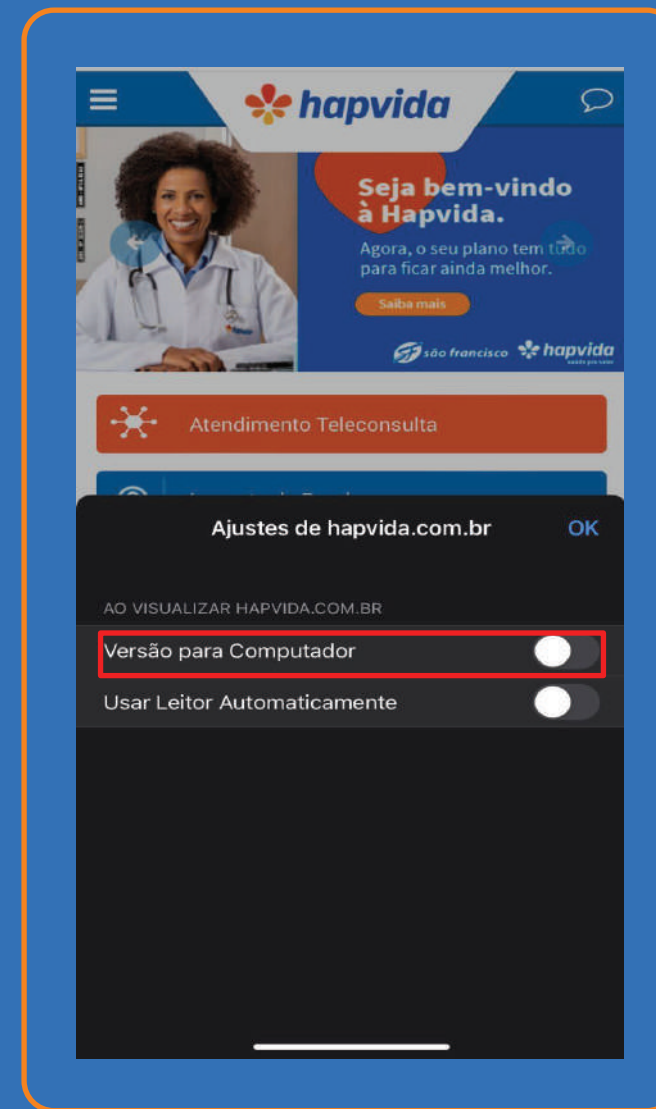 hapvida
Seja bem-vindo
à Hapvida.
Agora, o seu plano tem tudo
para ficar ainda melhor.
Saiba mais
são francisco hapvida
Atendimento Teleconsulta
Ajustes de hapvida.com.br
OK
AO VISUALIZAR HAPVIDA.COM.BR
Versão para Computador
Usar Leitor Automaticamente